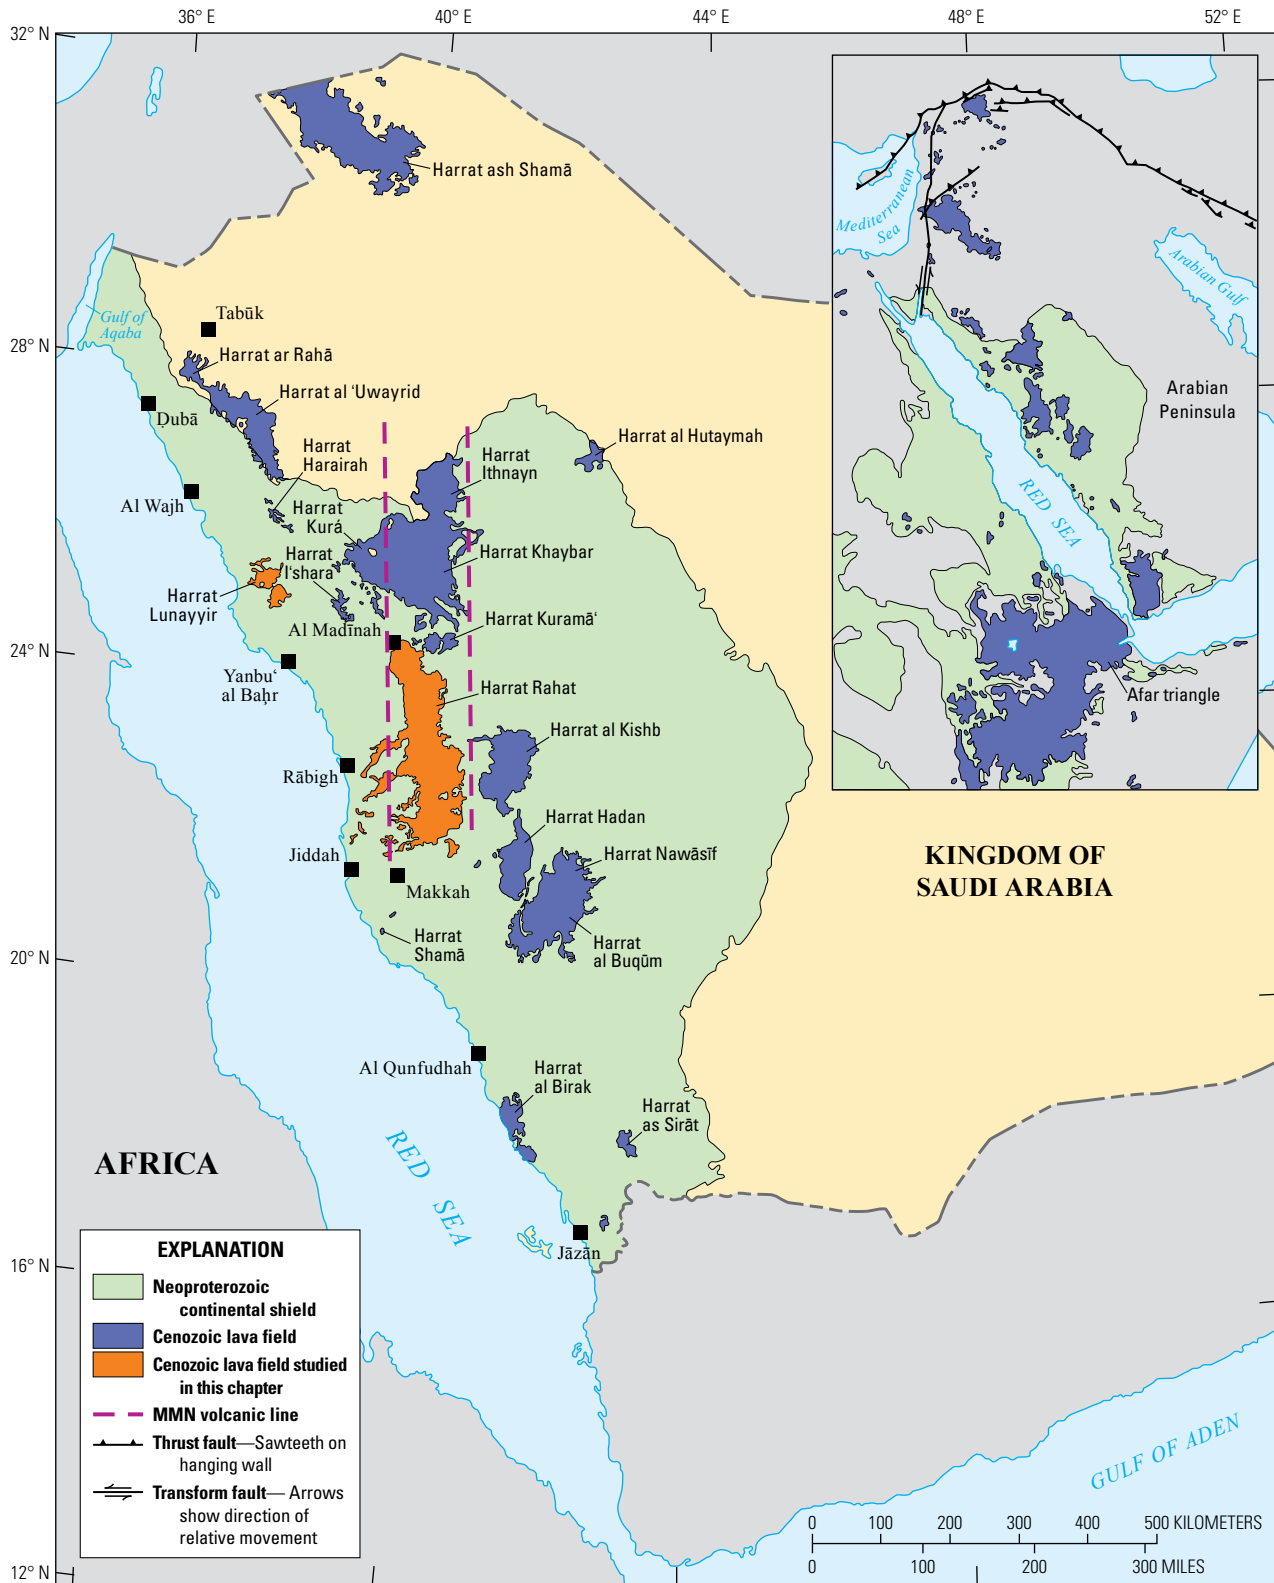 36° E
40° E
44° E
48° E
52° E
32° N
28° N
24° N
20° N
16° N
12° N
Harrat ash Shamā
Gulf of
Aqaba
Tabūk
Harrat ar Rahā
Harrat al ‘Uwayrid
Ḍubā
Harrat
Harairah
Harrat
Ithnayn
Harrat al Hutaymah
Al Wajh
Harrat
Kurá
Harrat
I'shara
Harrat Khaybar
Harrat
Lunayyir
Al Madīnah
Harrat Kuramā‘
Yanbu‘
al Baḥr
Harrat Rahat
Harrat al Kishb
Rābigh
Harrat Hadan
Jiddah
Harrat Nawāsīf
Makkah
Harrat
Shamā
Harrat
al Buqūm
KINGDOM OF
SAUDI ARABIA
Al Qunfudhah
Harrat
al Birak
Harrat
as Sirāt
AFRICA
RED SEA
Jāzān
GULF OF ADEN
Mediterranean
Sea
Arabian Gulf
Arabian
Peninsula
RED SEA
Afar triangle
EXPLANATION
Neoproterozoic
continental shield
Cenozoic lava field
Cenozoic lava field studied
in this chapter
MMN volcanic line
Thrust fault—Sawteeth on
hanging wall
Transform fault— Arrows
show direction of
relative movement
0 100 200 300 400 500 KILOMETERS
0 100 200 300 MILES